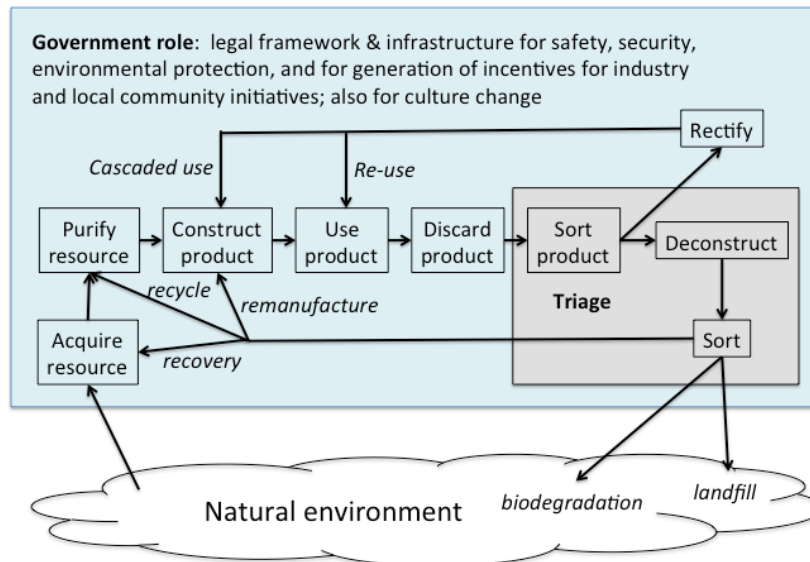 Government role: legal framework & infrastructure for safety, security,
environmental protection, and for generation of incentives for industry
and local community initiatives; also for culture change
Rectify
Cascaded use
Re-use
Purify
resource
Construct
product
Use
product
Discard
product
Sort
product
Deconstruct
recycle
remanufacture
Triage
Acquire
resource
recovery
Sort
Natural environment
biodegradation
landfill